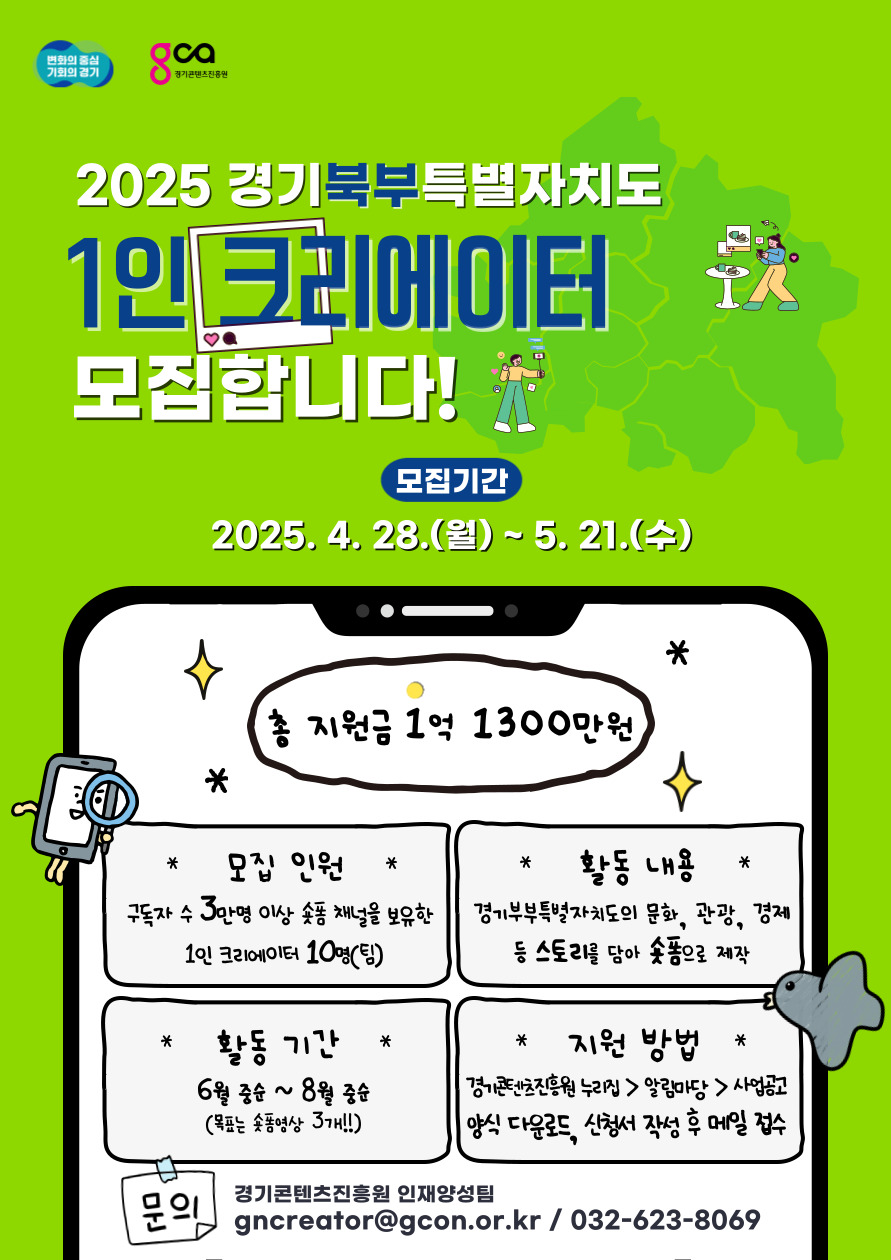 변화의 중심
기회의 경기
gca
경기콘텐츠진흥원
2025 경기북부특별자치도
1인 크리에이터
모집합니다!
모집기간
2025. 4. 28.(월) ~ 5. 21.(수)
총 지원금 1억 1300만원
* 모집 인원 *
구독자 수 3만명 이상 숏폼 채널을 보유한
1인 크리에이터 10명(팀)
* 활동 내용 *
경기부부특별자치도의 문화, 관광, 경제
등 스토리를 담아 숏폼으로 제작
* 활동 기간 *
6월 중순 ~ 8월 중순
(목표는 숏폼영상 3개!!)
* 지원 방법 *
경기콘텐츠진흥원 누리집 > 알림마당 > 사업공고
양식 다운로드, 신청서 작성 후 메일 접수
문의
경기콘텐츠진흥원 인재양성팀
gncreator@gcon.or.kr / 032-623-8069